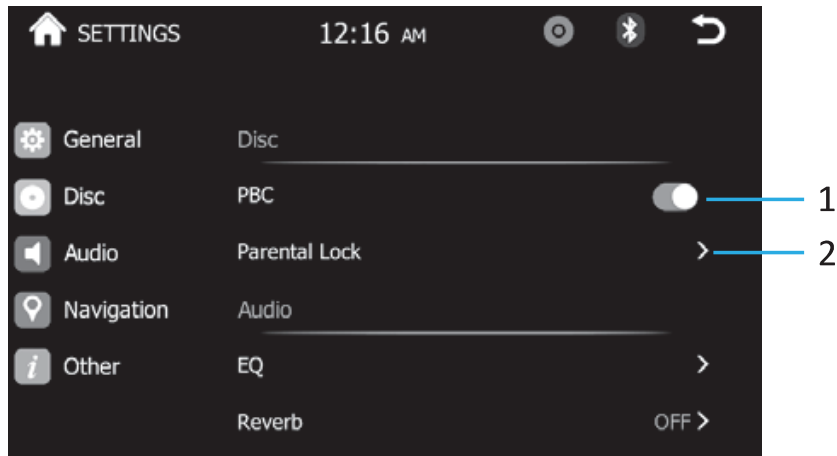 SETTINGS 12:16 AM
General Disc
Disc PBC 1
Audio Parental Lock 2
Navigation Audio
i Other EQ
Reverb OFF